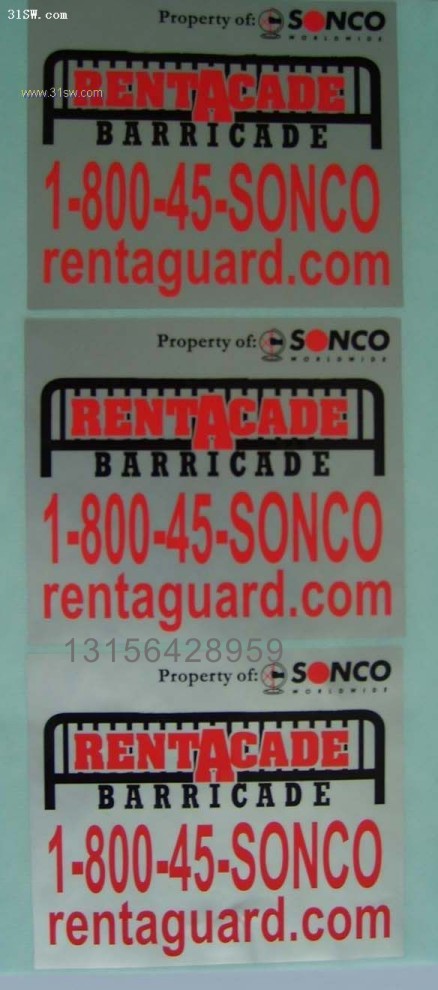 31SW.com
Property of: SONCO
WORLDWIDE
www.31sw.com
RENTACADE
BARRICADE
1-800-45-SONCO
rentaguard.com
Property of: SONCO
WORLDWIDE
RENTACADE
BARRICADE
1-800-45-SONCO
rentaguard.com
13156428959
Property of: SONCO
WORLDWIDE
RENTACADE
BARRICADE
1-800-45-SONCO
rentaguard.com